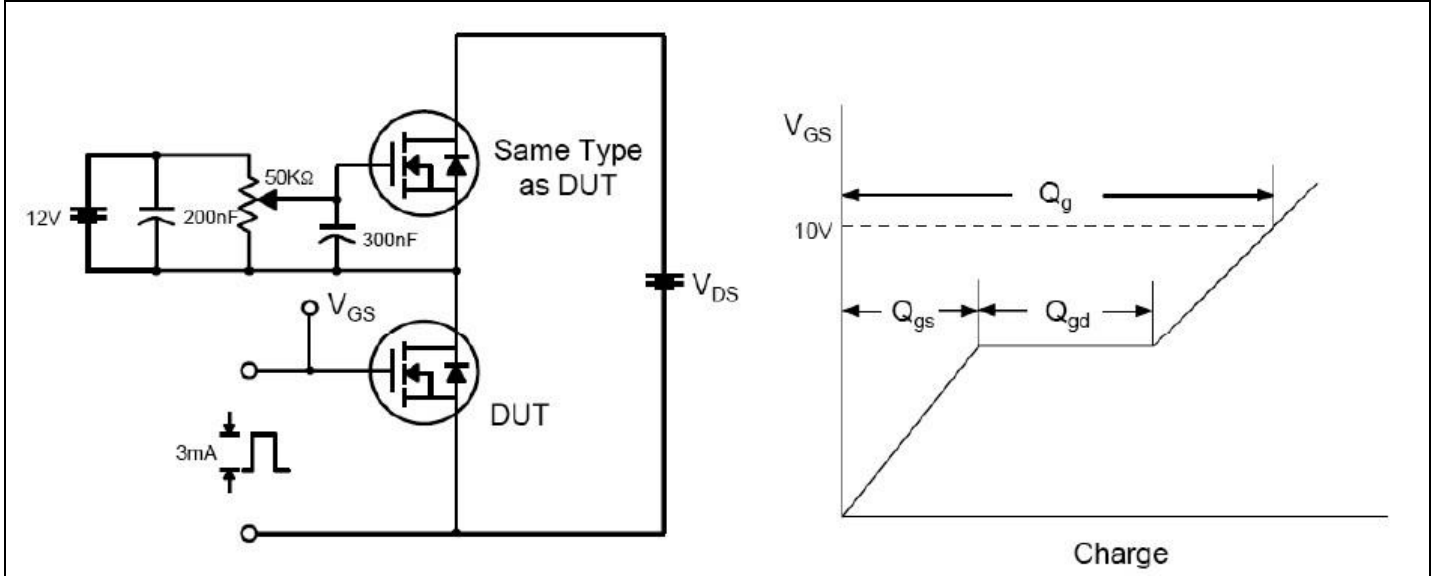 Same Type
as DUT
12V
200nF
50KΩ
300nF
V_GS
V_DS
DUT
3mA
V_GS
10V
Q_g
Q_gs
Q_gd
Charge